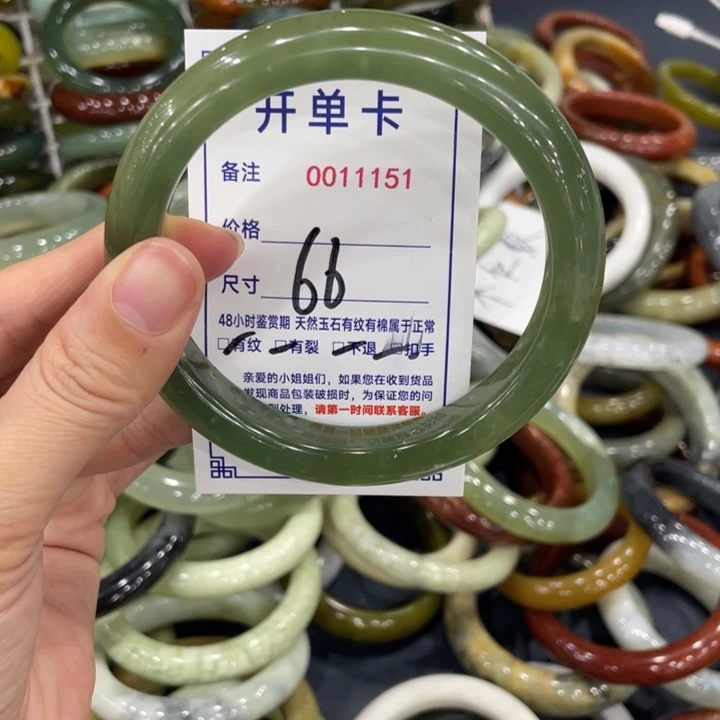 开单卡
备注 0011151
价格
尺寸 66
48小时鉴赏期 天然玉石有纹有棉属于正常
□有纹 □有裂 □不退 □扣手
亲爱的小姐姐们，如果您在收到货品
发现商品包装破损时，为保证您的问
到处理，请第一时间联系客服。